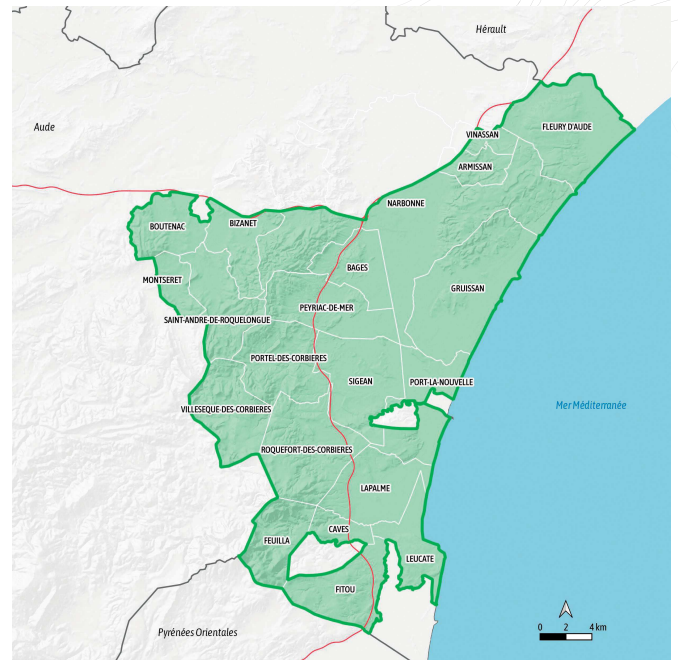 Hérault
Aude
VINASSAN
FLEURY D'AUDE
ARMISSAN
NARBONNE
BOUTENAC
BIZANET
BAGES
MONTSERET
GRUISSAN
PEYRIAC-DE-MER
SAINT-ANDRE-DE-ROQUELONGUE
PORTEL-DES-CORBIERES
SIGEAN
PORT-LA-NOUVELLE
Mer Méditerranée
VILLESEQUE-DES-CORBIERES
ROQUEFORT-DES-CORBIERES
LAPALME
CAVES
FEUILLA
LEUCATE
FITOU
Pyrénées Orientales
0 2 4 km